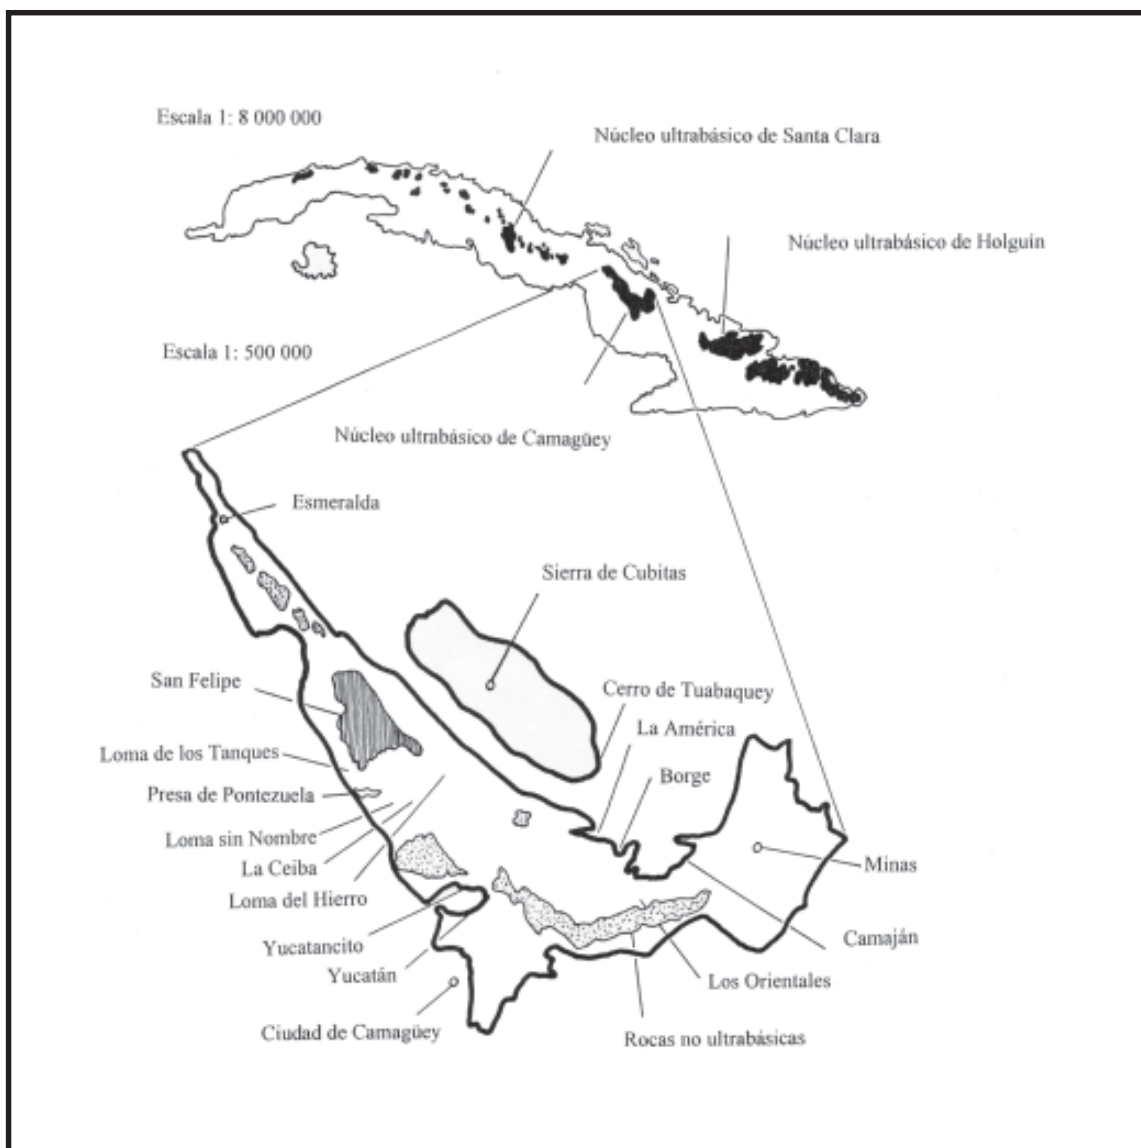 Escala 1: 8 000 000
Núcleo ultrabásico de Santa Clara
Núcleo ultrabásico de Holguín
Escala 1: 500 000
Núcleo ultrabásico de Camagüey
Esmeralda
Sierra de Cubitas
San Felipe
Cerro de Tuabaquey
La América
Loma de los Tanques
Borge
Presa de Pontezuela
Loma sin Nombre
La Ceiba
Minas
Loma del Hierro
Camaján
Yucatancito
Yucatán
Los Orientales
Ciudad de Camagüey
Rocas no ultrabásicas